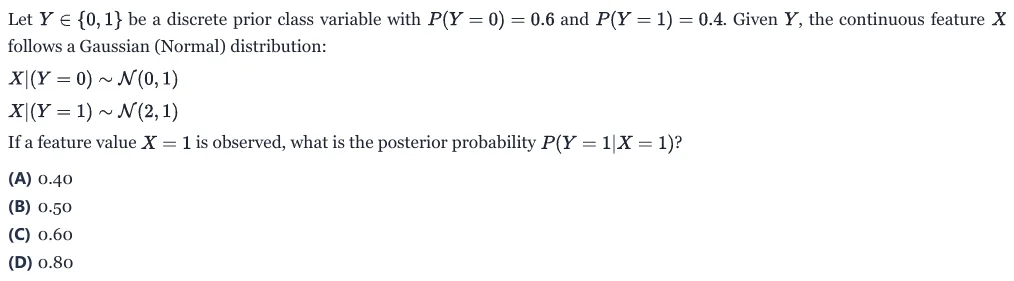 Let Y ∈ {0, 1} be a discrete prior class variable with P(Y = 0) = 0.6 and P(Y = 1) = 0.4. Given Y, the continuous feature X
follows a Gaussian (Normal) distribution:
X|(Y = 0) ~ 𝒩(0, 1)
X|(Y = 1) ~ 𝒩(2, 1)
If a feature value X = 1 is observed, what is the posterior probability P(Y = 1|X = 1)?
(A) 0.40
(B) 0.50
(C) 0.60
(D) 0.80